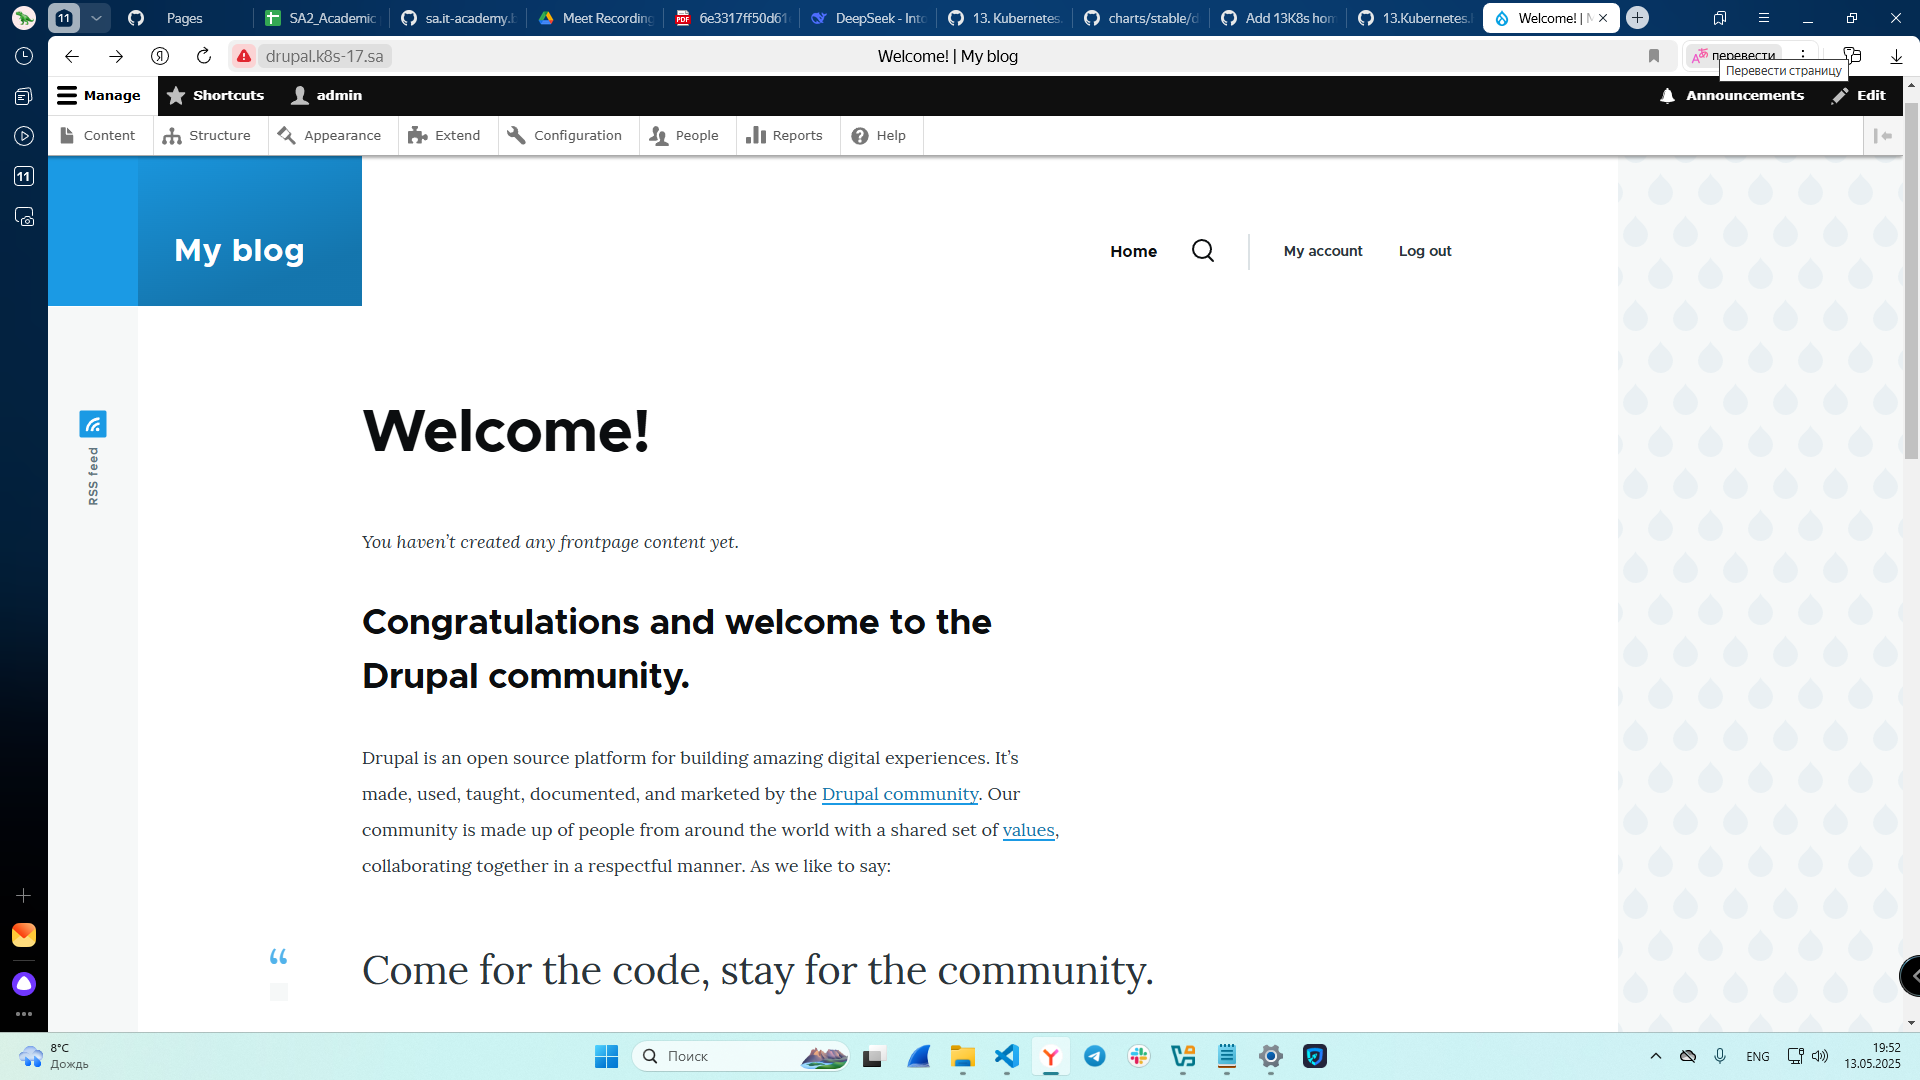 11
Pages
SA2_Academic
sa.it-academy.b
Meet Recording
6e3317ff50d61
DeepSeek - Into
13. Kubernetes.
charts/stable/d
Add 13K8s hom
13.Kubernetes.
Welcome! | M
drupal.k8s-17.sa
Welcome! | My blog
перевести
Перевести страницу
Manage
Shortcuts
admin
Announcements
Edit
Content
Structure
Appearance
Extend
Configuration
People
Reports
Help
11
My blog
Home
My account
Log out
RSS feed
Welcome!
You haven’t created any frontpage content yet.
Congratulations and welcome to the
Drupal community.
Drupal is an open source platform for building amazing digital experiences. It’s
made, used, taught, documented, and marketed by the Drupal community. Our
community is made up of people from around the world with a shared set of values,
collaborating together in a respectful manner. As we like to say:
“
Come for the code, stay for the community.
8°C
Дождь
Поиск
ENG
19:52
13.05.2025